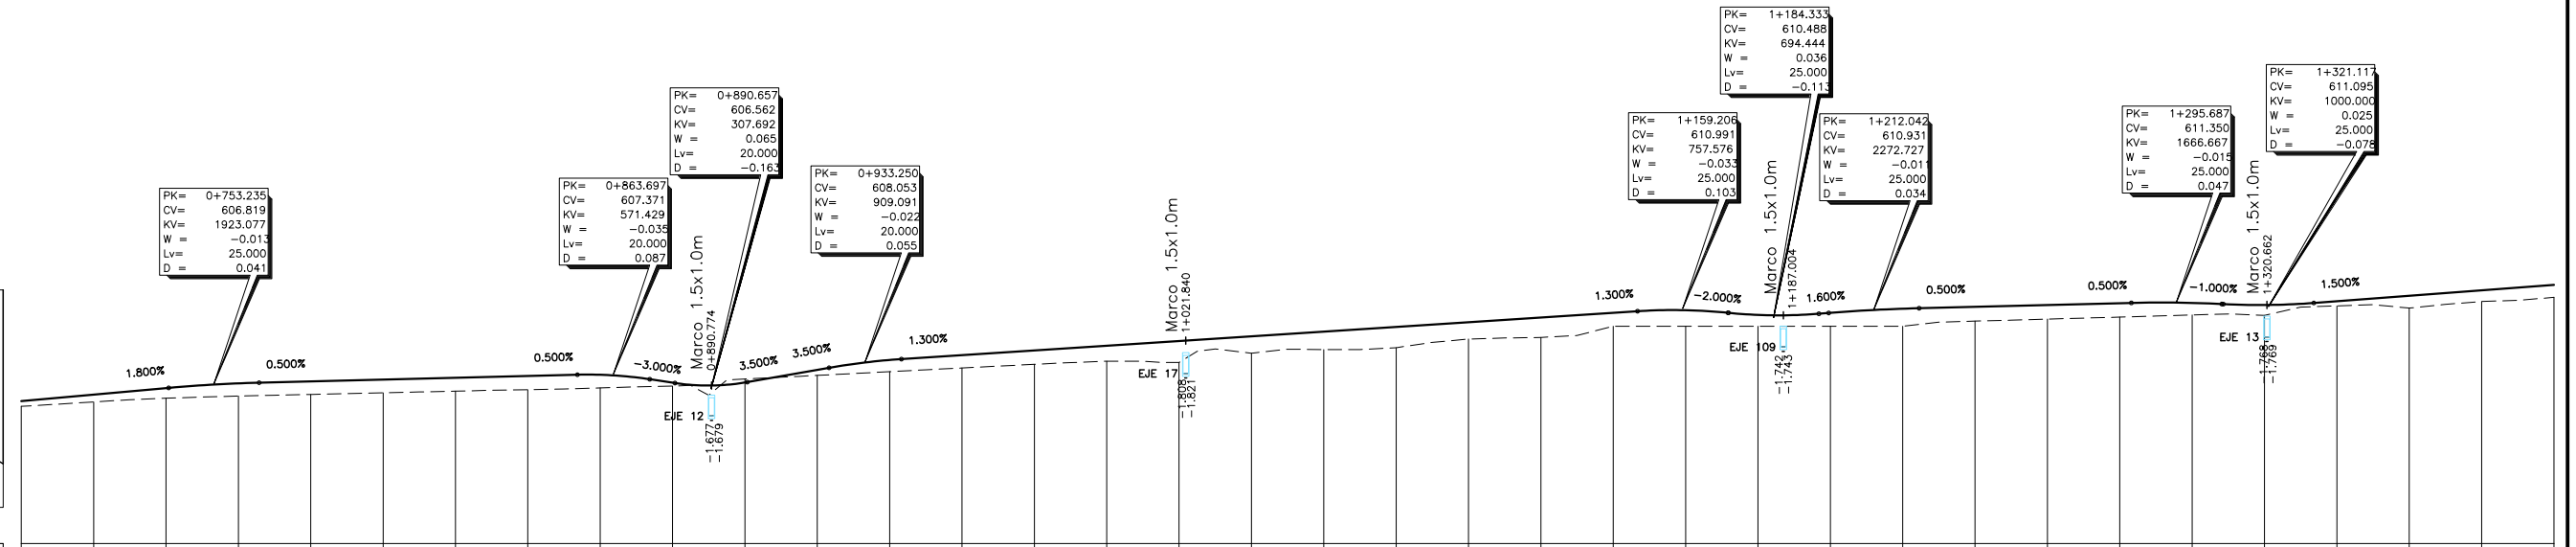 PK= 0+753.235
CV= 606.819
KV= 1923.077
W = -0.013
Lv= 25.000
D = 0.041
PK= 0+863.697
CV= 607.371
KV= 571.429
W = -0.035
Lv= 20.000
D = 0.087
PK= 0+890.657
CV= 606.562
KV= 307.692
W = 0.065
Lv= 20.000
D = -0.163
PK= 0+933.250
CV= 608.053
KV= 909.091
W = -0.022
Lv= 20.000
D = 0.055
PK= 1+159.206
CV= 610.991
KV= 757.576
W = -0.033
Lv= 25.000
D = 0.103
PK= 1+184.333
CV= 610.488
KV= 694.444
W = 0.036
Lv= 25.000
D = -0.113
PK= 1+212.042
CV= 610.931
KV= 2272.727
W = -0.011
Lv= 25.000
D = 0.034
PK= 1+295.687
CV= 611.350
KV= 1666.667
W = -0.015
Lv= 25.000
D = 0.047
PK= 1+321.117
CV= 611.095
KV= 1000.000
W = 0.025
Lv= 25.000
D = -0.078
1.800%
0.500%
0.500%
-3.000%
3.500%
3.500%
1.300%
1.300%
-2.000%
1.600%
0.500%
0.500%
-1.000%
1.500%
Marco 1.5x1.0m
0+890.774
EJE 12
-1.677
-1.679
Marco 1.5x1.0m
1+021.840
EJE 17
-1.808
-1.821
Marco 1.5x1.0m
1+187.004
EJE 109
-1.742
-1.743
Marco 1.5x1.0m
1+320.662
EJE 13
-1.768
-1.769